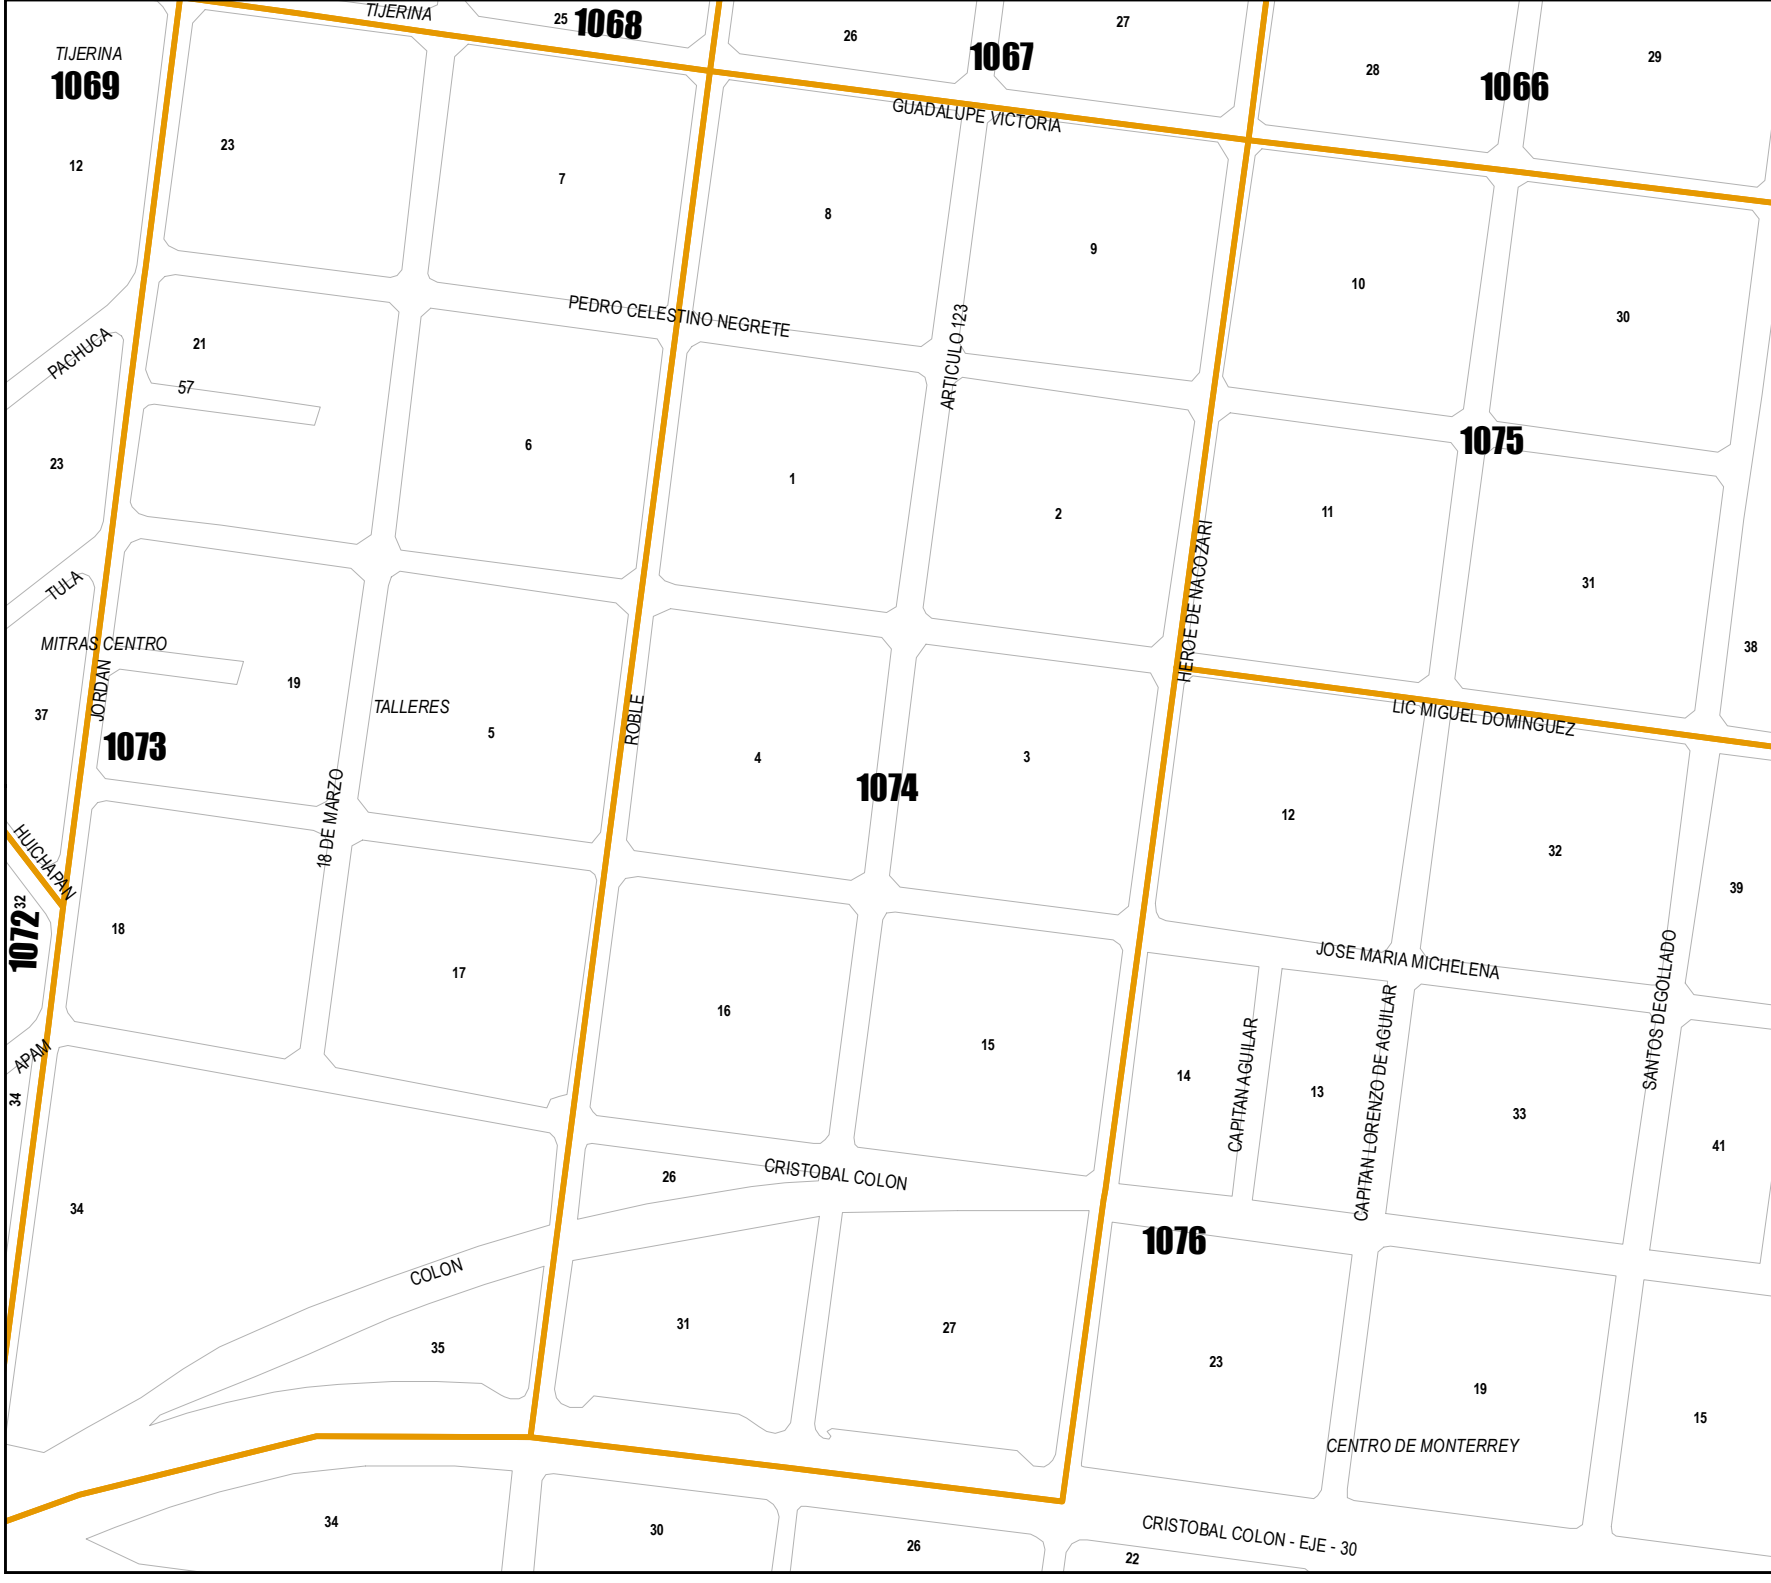 TIJERINA
25
1068
27
26
1067
TIJERINA
1069
28
1066
29
GUADALUPE VICTORIA
12
23
7
8
9
10
30
PEDRO CELESTINO NEGRETE
ARTICULO 123
PACHUCA
21
57
23
6
1
2
11
1075
31
HEROE DE NACOZARI
TULA
MITRAS CENTRO
JORDAN
37
19
TALLERES
5
ROBLE
4
3
38
LIC MIGUEL DOMINGUEZ
1073
1074
18 DE MARZO
12
32
39
HUICHAPAN
32
1072
18
17
16
15
JOSE MARIA MICHELENA
SANTOS DEGOLLADO
APAM
34
14
CAPITAN AGUILAR
13
CAPITAN LORENZO DE AGUILAR
33
41
CRISTOBAL COLON
26
34
1076
COLON
35
31
27
23
19
15
CENTRO DE MONTERREY
34
30
26
CRISTOBAL COLON - EJE - 30
22